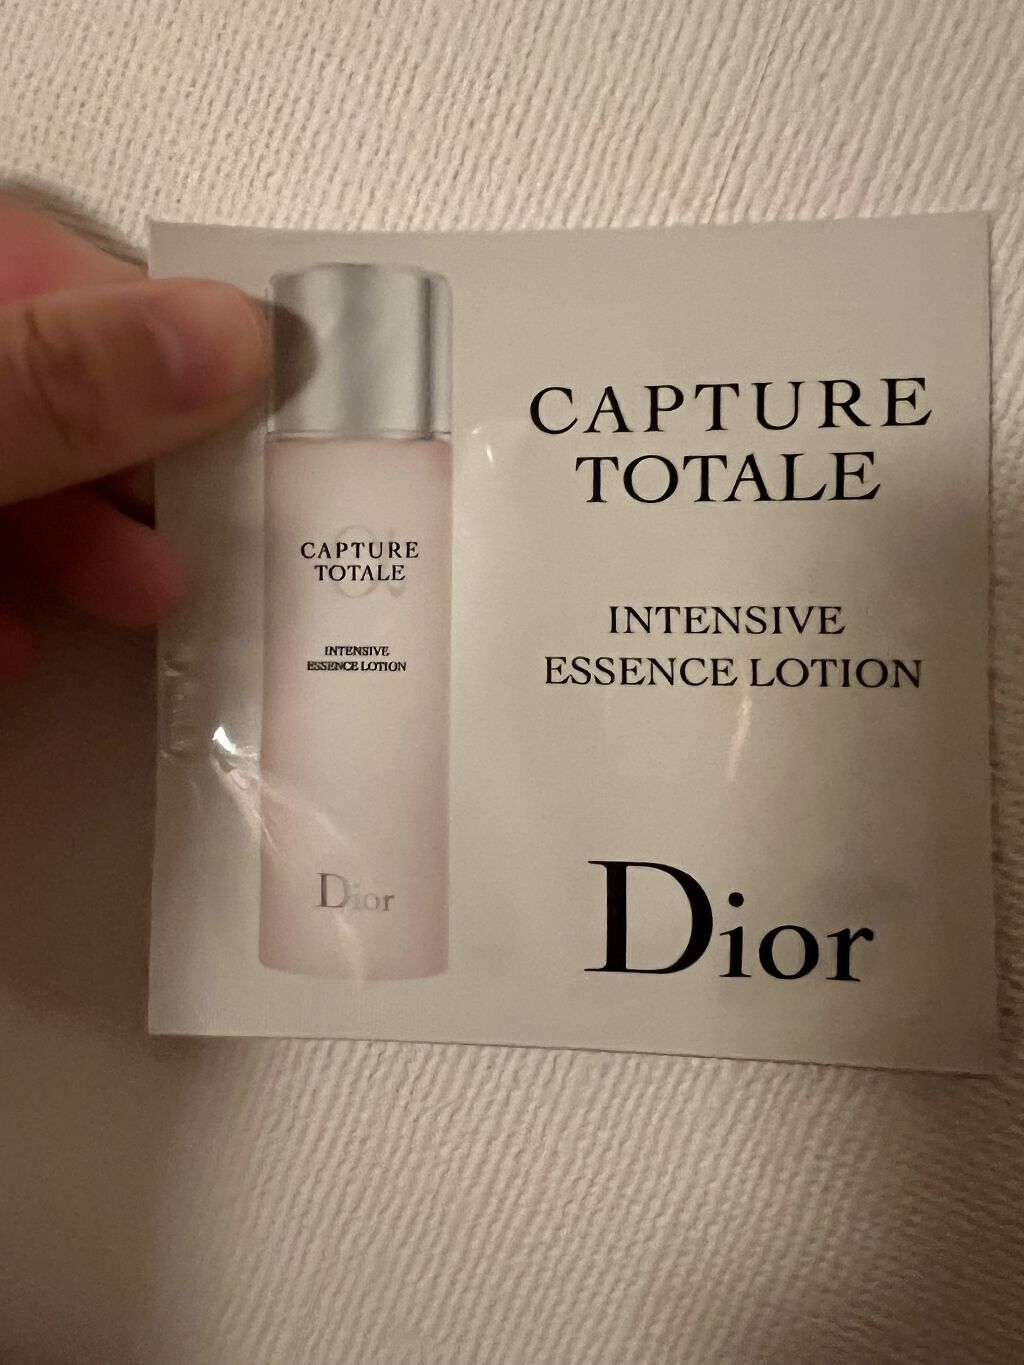 CAPTURE
TOTALE
INTENSIVE
ESSENCE LOTION
Dior
CAPTURE
TOTALE
INTENSIVE
ESSENCE LOTION
Dior